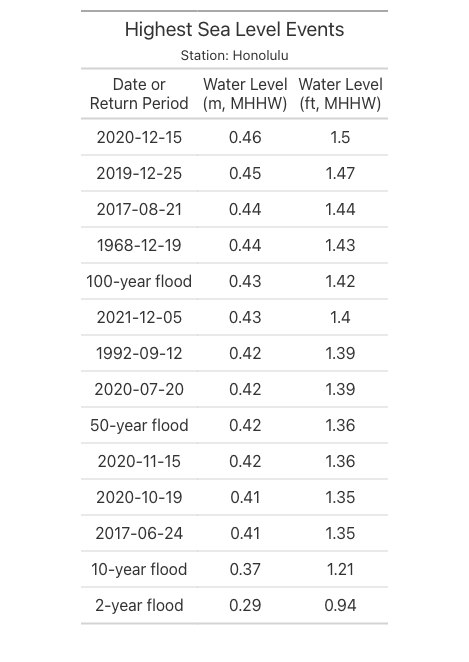 Highest Sea Level Events
Station: Honolulu
Date or Return Period Water Level (m, MHHW) Water Level (ft, MHHW)
2020-12-15 0.46 1.5
2019-12-25 0.45 1.47
2017-08-21 0.44 1.44
1968-12-19 0.44 1.43
100-year flood 0.43 1.42
2021-12-05 0.43 1.4
1992-09-12 0.42 1.39
2020-07-20 0.42 1.39
50-year flood 0.42 1.36
2020-11-15 0.42 1.36
2020-10-19 0.41 1.35
2017-06-24 0.41 1.35
10-year flood 0.37 1.21
2-year flood 0.29 0.94